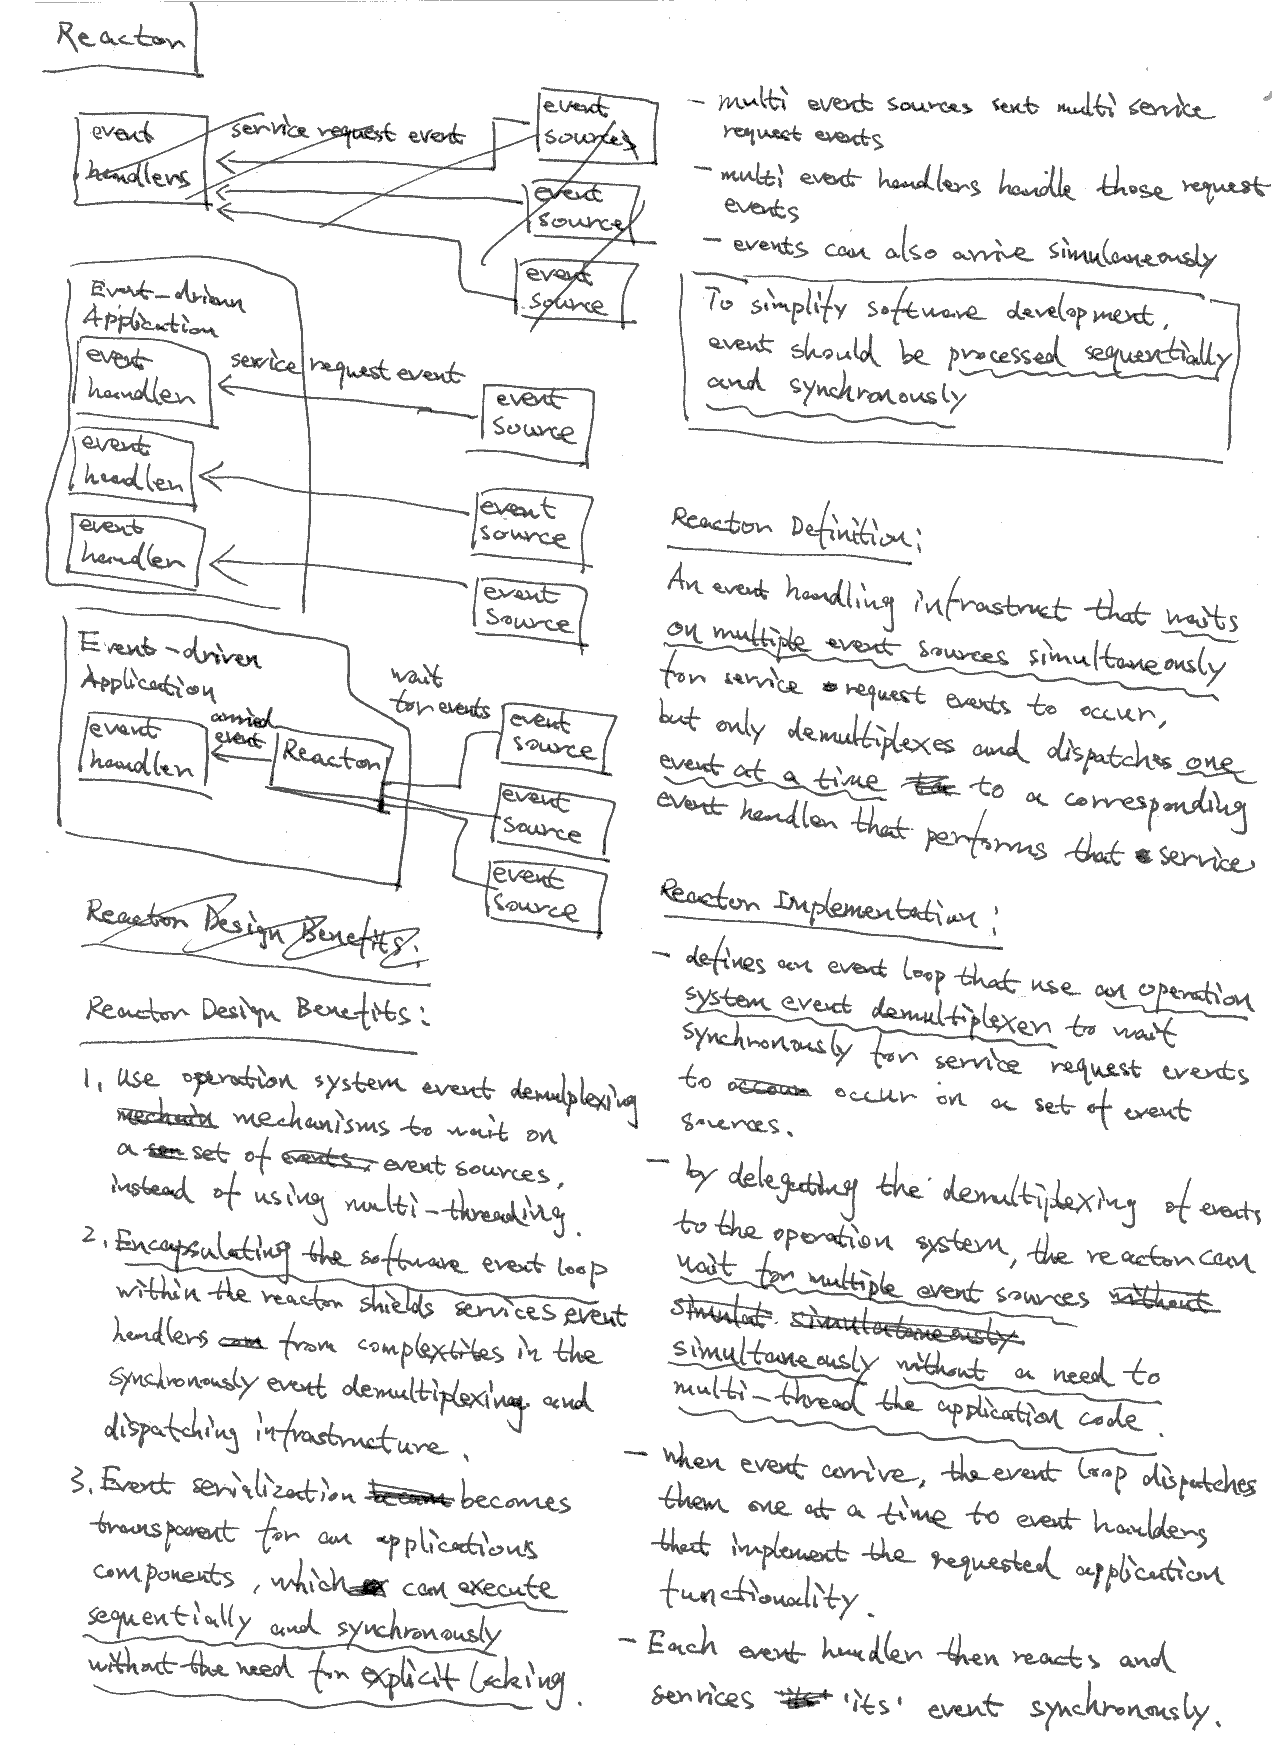 Reactor
event
handlers
service request event
event
sources
event
source
event
source
- multi event sources sent multi service
request events
- multi event handlers handle those request
events
- events can also arrive simulaneously
To simplify software development,
event should be processed sequentially
and synchronously
Event-driven
Application
event
handler
service request event
event
source
event
handler
event
source
event
handler
event
source
Event-driven
Application
event
handler
arrived
event
Reactor
wait
for events
event
source
event
source
event
source
Reactor Definition:
An event handling infrastruct that waits
on multiple event sources simultaneously
for service request events to occur,
but only demultiplexes and dispatches one
event at a time to a corresponding
event handler that performs that service
Reactor Design Benefits:
Reactor Design Benefits:
1. Use operation system event demulplexing
mechanisms to wait on
a set of events. event sources,
instead of using multi-threading.
2. Encapsulating the software event loop
within the reactor shields services event
handlers from complextites in the
synchronously event demultiplexing and
dispatching infrastructure.
3. Event serialization becomes
transparent for an applications
components, which can execute
sequentially and synchronously
without the need for explicit locking.
Reactor Implementation:
- defines an event loop that use an operation
system event demultiplexer to wait
synchronously for service request events
to occur on a set of event
sources.
- by delegating the demultiplexing of events
to the operation system, the reactor can
wait for multiple event sources without
simultaneously without a need to
multi-thread the application code.
- when event arrive, the event loop dispatches
them one at a time to event haulders
that implement the requested application
functionality.
- Each event handler then reacts and
services 'its' event synchronously.